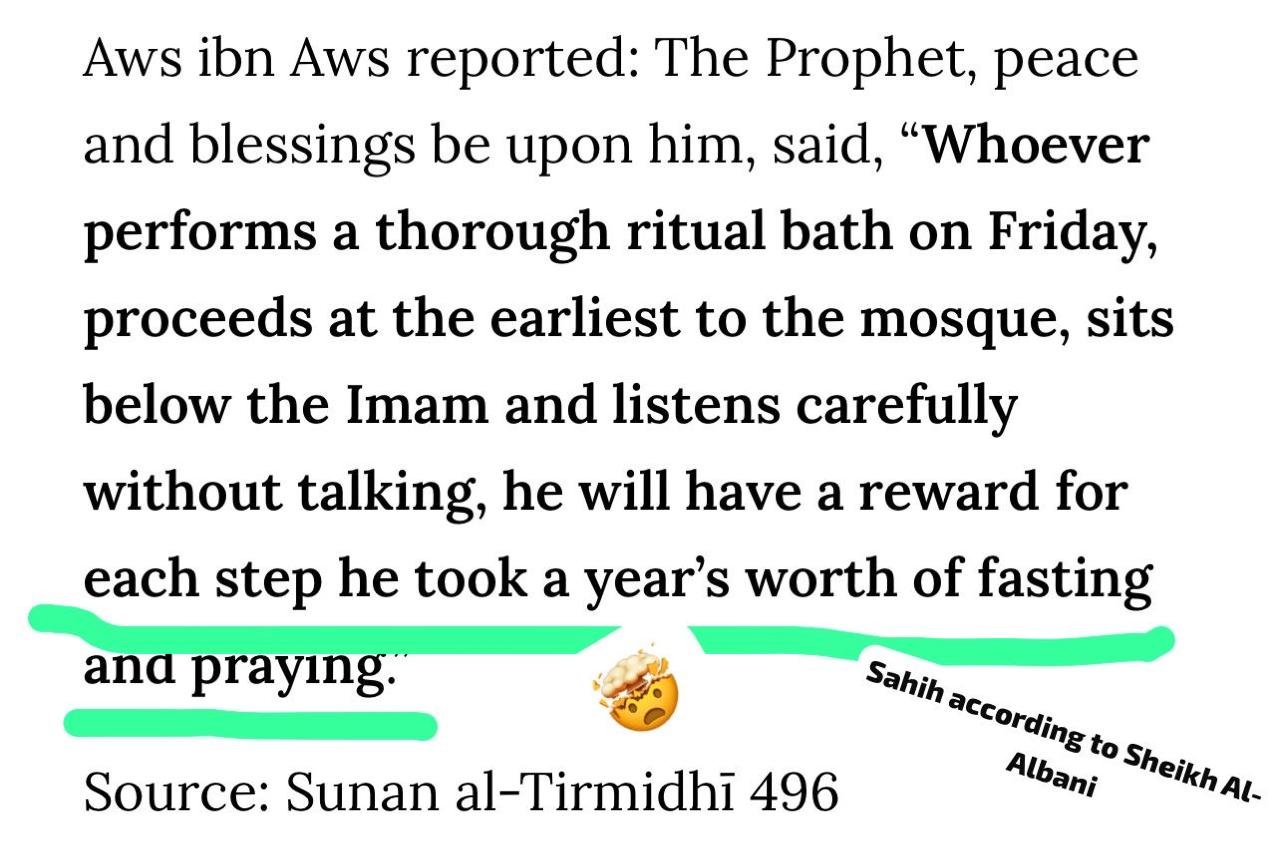 Aws ibn Aws reported: The Prophet, peace
and blessings be upon him, said, “Whoever
performs a thorough ritual bath on Friday,
proceeds at the earliest to the mosque, sits
below the Imam and listens carefully
without talking, he will have a reward for
each step he took a year’s worth of fasting
and praying.”
Sahih according to Sheikh Al-
Albani
Source: Sunan al-Tirmidhī 496